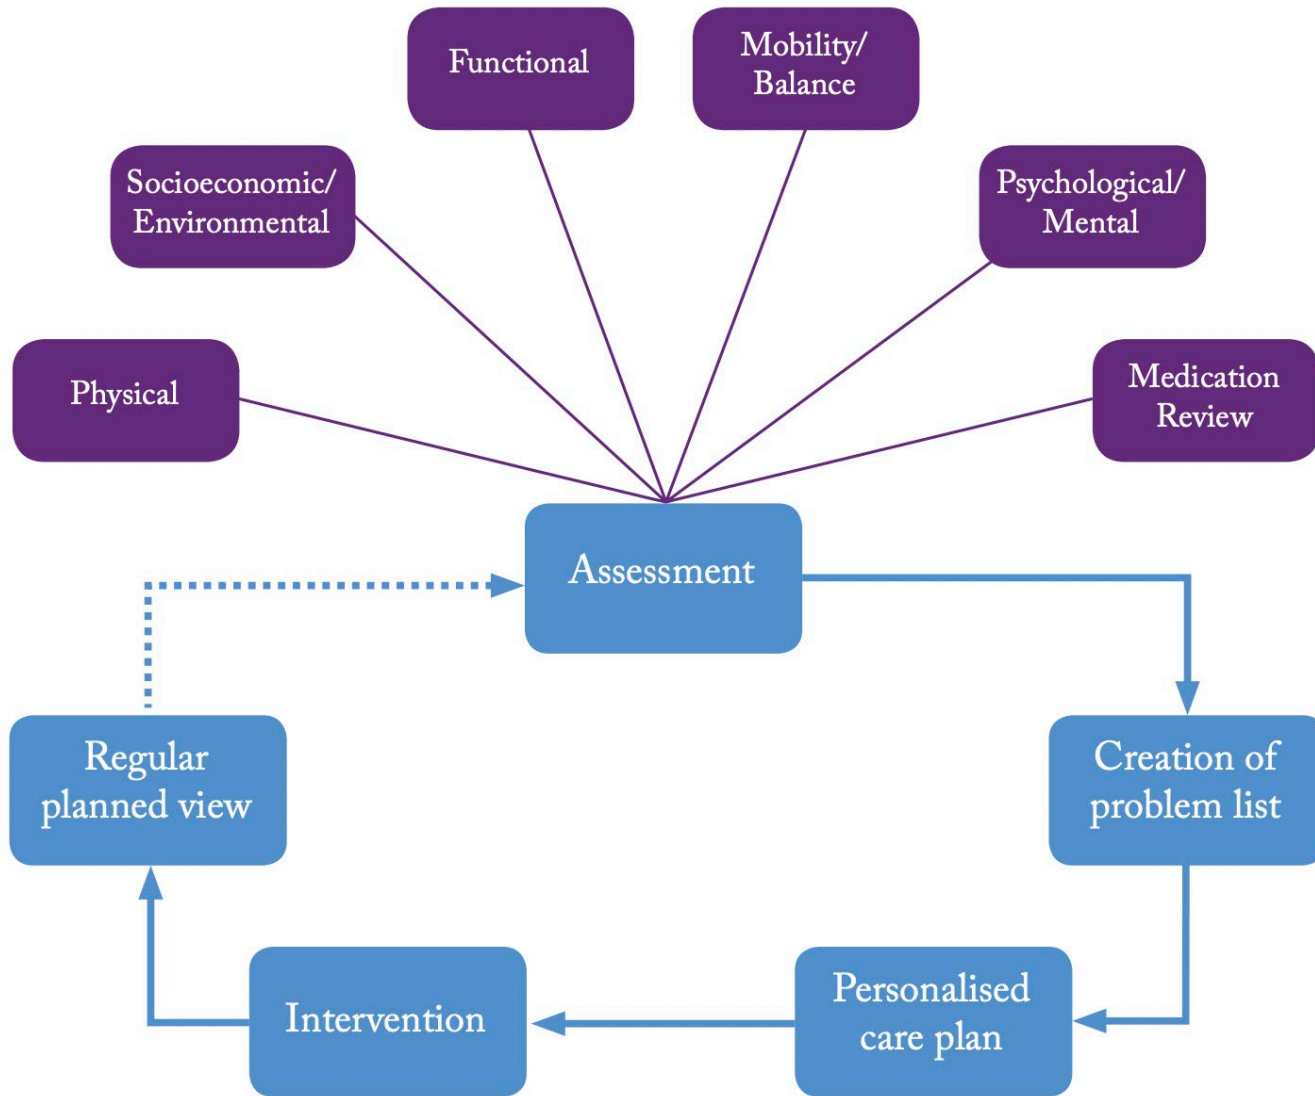 Functional
Mobility/
Balance
Socioeconomic/
Environmental
Psychological/
Mental
Physical
Medication
Review
Assessment
Regular
planned view
Creation of
problem list
Intervention
Personalised
care plan